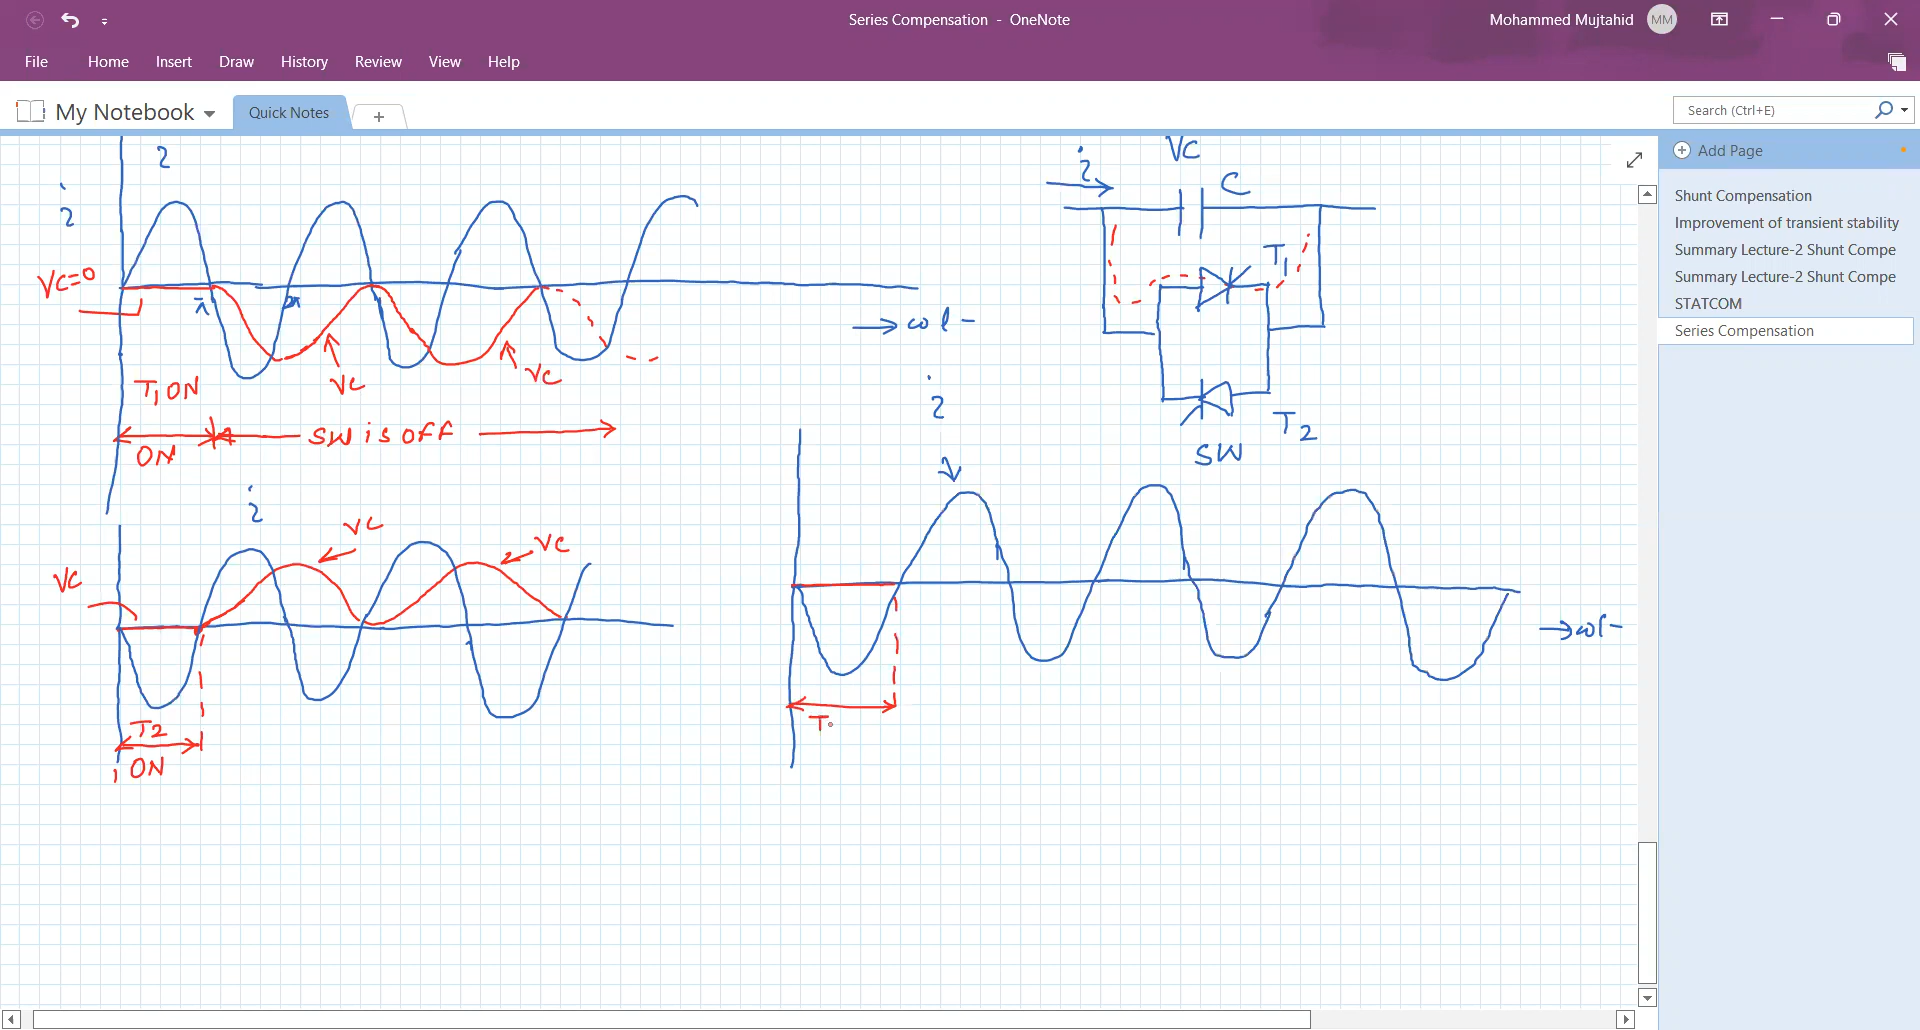 Series Compensation - OneNote
Mohammed Mujtahid MM
File Home Insert Draw History Review View Help
My Notebook
Quick Notes
+
Search (Ctrl+E)
Add Page
Shunt Compensation
Improvement of transient stability
Summary Lecture-2 Shunt Compe
Summary Lecture-2 Shunt Compe
STATCOM
Series Compensation
i
i
VC=0
π
2π
VC
VC
T1 ON
ON
SW is OFF
ωt
i
VC
C
T1
T2
SW
i
VC
VC
VC
T2
ON
i
ωt
T